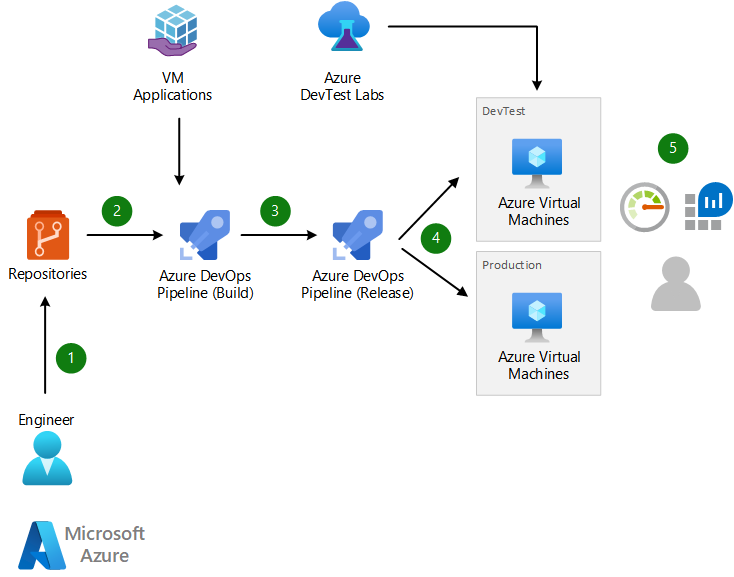 VM
Applications
Azure
DevTest Labs
DevTest
5
Azure Virtual
Machines
2
3
4
Repositories
Azure DevOps
Pipeline (Build)
Azure DevOps
Pipeline (Release)
Production
Azure Virtual
Machines
1
Engineer
Microsoft
Azure